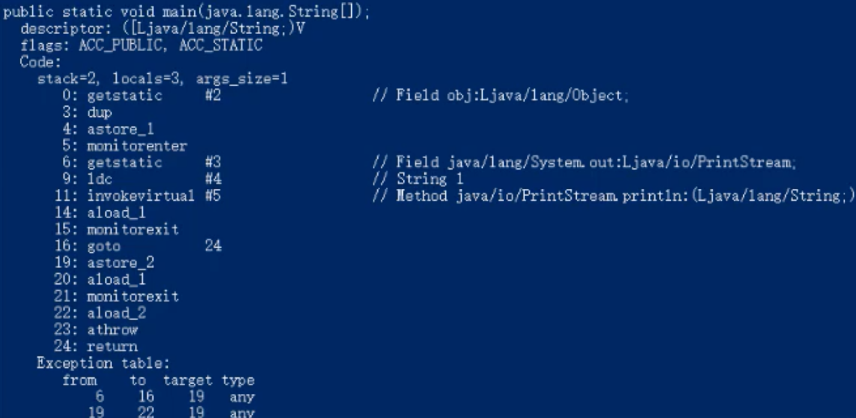 public static void main(java.lang.String[]);
descriptor: ([Ljava/lang/String;)V
flags: ACC_PUBLIC, ACC_STATIC
Code:
stack=2, locals=3, args_size=1
0: getstatic #2 // Field obj:Ljava/lang/Object;
3: dup
4: astore_1
5: monitorenter
6: getstatic #3 // Field java/lang/System.out:Ljava/io/PrintStream;
9: ldc #4 // String 1
11: invokevirtual #5 // Method java/io/PrintStream.println:(Ljava/lang/String;)
14: aload_1
15: monitorexit
16: goto 24
19: astore_2
20: aload_1
21: monitorexit
22: aload_2
23: athrow
24: return
Exception table:
from to target type
6 16 19 any
19 22 19 any